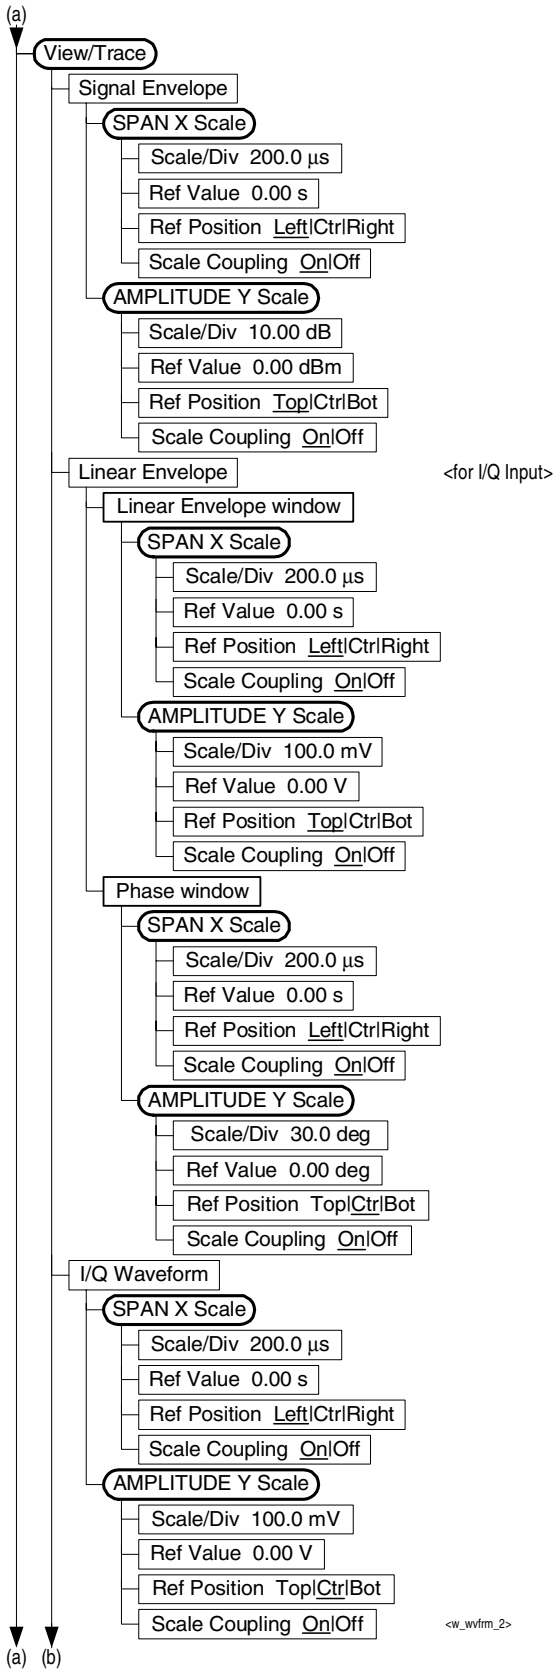 (a)
View/Trace
Signal Envelope
SPAN X Scale
Scale/Div 200.0 µs
Ref Value 0.00 s
Ref Position Left|Ctr|Right
Scale Coupling On|Off
AMPLITUDE Y Scale
Scale/Div 10.00 dB
Ref Value 0.00 dBm
Ref Position Top|Ctr|Bot
Scale Coupling On|Off
Linear Envelope <for I/Q Input>
Linear Envelope window
SPAN X Scale
Scale/Div 200.0 µs
Ref Value 0.00 s
Ref Position Left|Ctr|Right
Scale Coupling On|Off
AMPLITUDE Y Scale
Scale/Div 100.0 mV
Ref Value 0.00 V
Ref Position Top|Ctr|Bot
Scale Coupling On|Off
Phase window
SPAN X Scale
Scale/Div 200.0 µs
Ref Value 0.00 s
Ref Position Left|Ctr|Right
Scale Coupling On|Off
AMPLITUDE Y Scale
Scale/Div 30.0 deg
Ref Value 0.00 deg
Ref Position Top|Ctr|Bot
Scale Coupling On|Off
I/Q Waveform
SPAN X Scale
Scale/Div 200.0 µs
Ref Value 0.00 s
Ref Position Left|Ctr|Right
Scale Coupling On|Off
AMPLITUDE Y Scale
Scale/Div 100.0 mV
Ref Value 0.00 V
Ref Position Top|Ctr|Bot
Scale Coupling On|Off <w_wvfrm_2>
(a) (b)